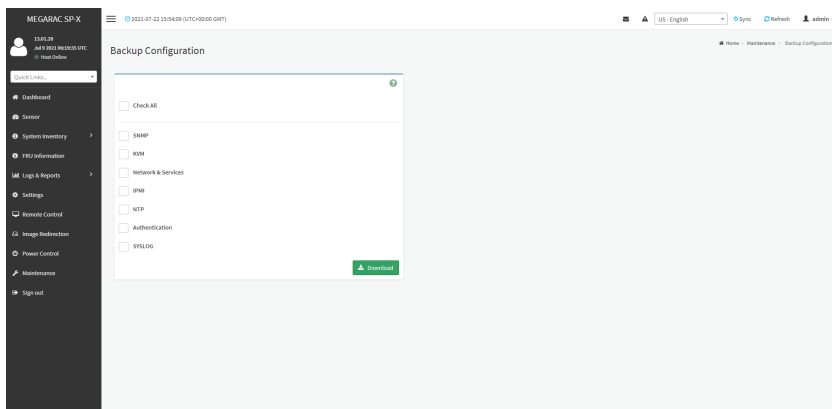 MEGARAC SP-X
2021-07-22 15:54:09 (UTC+00:00 GMT)
US - English
Sync
Refresh
admin
13.01.26
Jul 9 2021 06:19:55 UTC
Host Online
Quick Links...
Dashboard
Sensor
System Inventory
FRU Information
Logs & Reports
Settings
Remote Control
Image Redirection
Power Control
Maintenance
Sign out
Backup Configuration
Home
Maintenance
Backup Configuration
Check All
SNMP
KVM
Network & Services
IPMI
NTP
Authentication
SYSLOG
Download